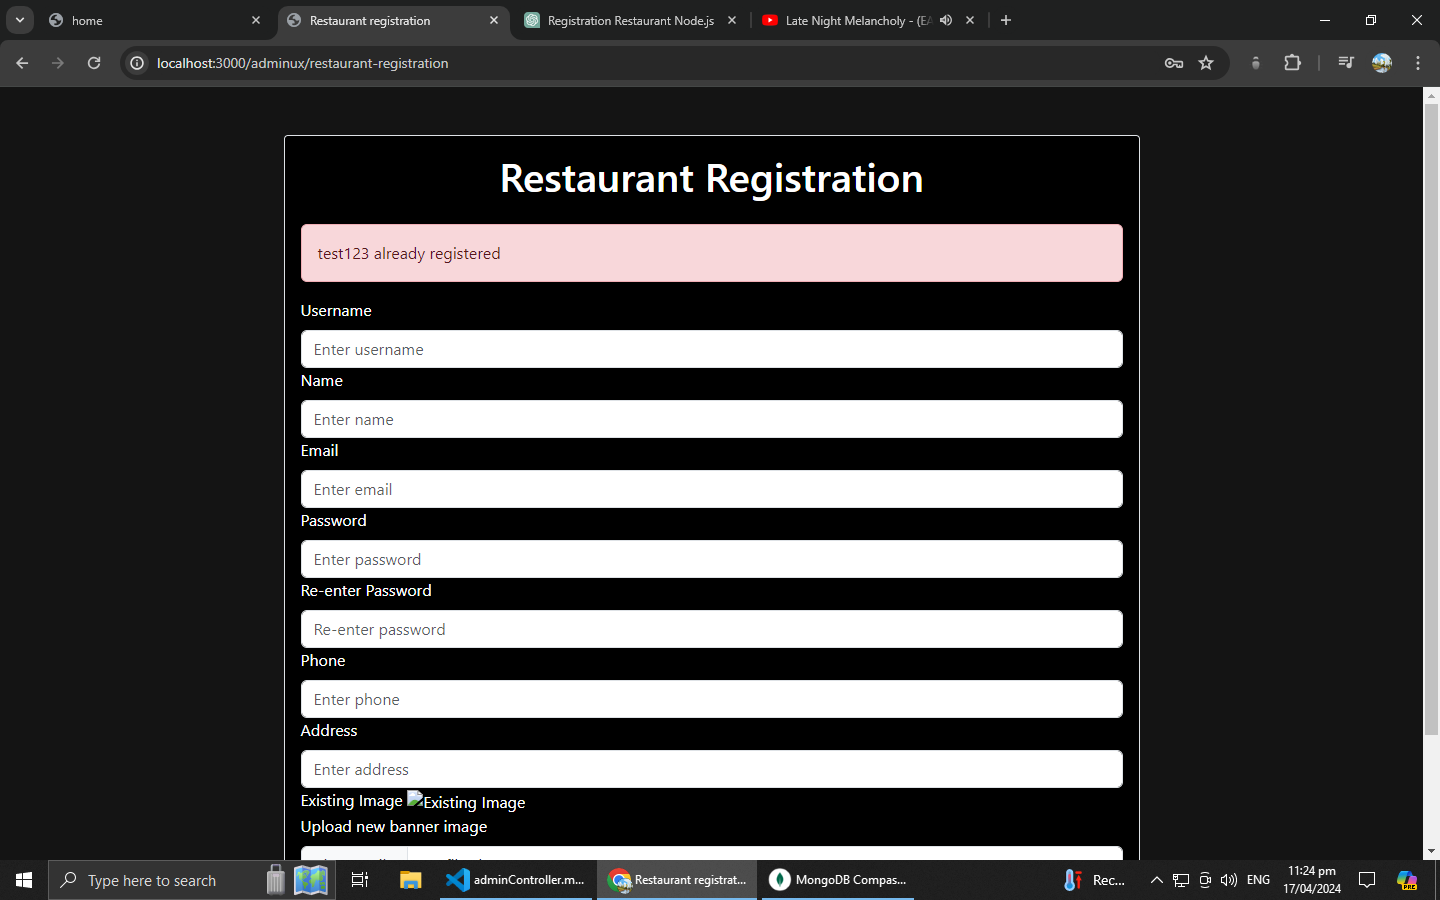 home
Restaurant registration
Registration Restaurant Node.js
Late Night Melancholy - (EA
localhost:3000/adminux/restaurant-registration
Restaurant Registration
test123 already registered
Username
Enter username
Name
Enter name
Email
Enter email
Password
Enter password
Re-enter Password
Re-enter password
Phone
Enter phone
Address
Enter address
Existing Image Existing Image
Upload new banner image
Type here to search
adminController.m...
Restaurant registrat...
MongoDB Compas...
Rec...
ENG
11:24 pm
17/04/2024
PRE